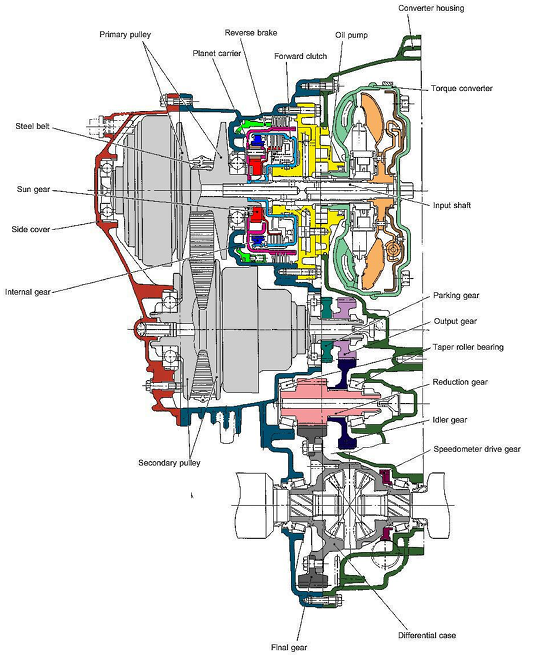 Converter housing
Reverse brake
Primary pulley
Oil pump
Planet carrier
Forward clutch
Torque converter
Steel belt
Sun gear
Input shaft
Side cover
Internal gear
Parking gear
Output gear
Taper roller bearing
Reduction gear
Idler gear
Speedometer drive gear
Secondary pulley
Differential case
Final gear